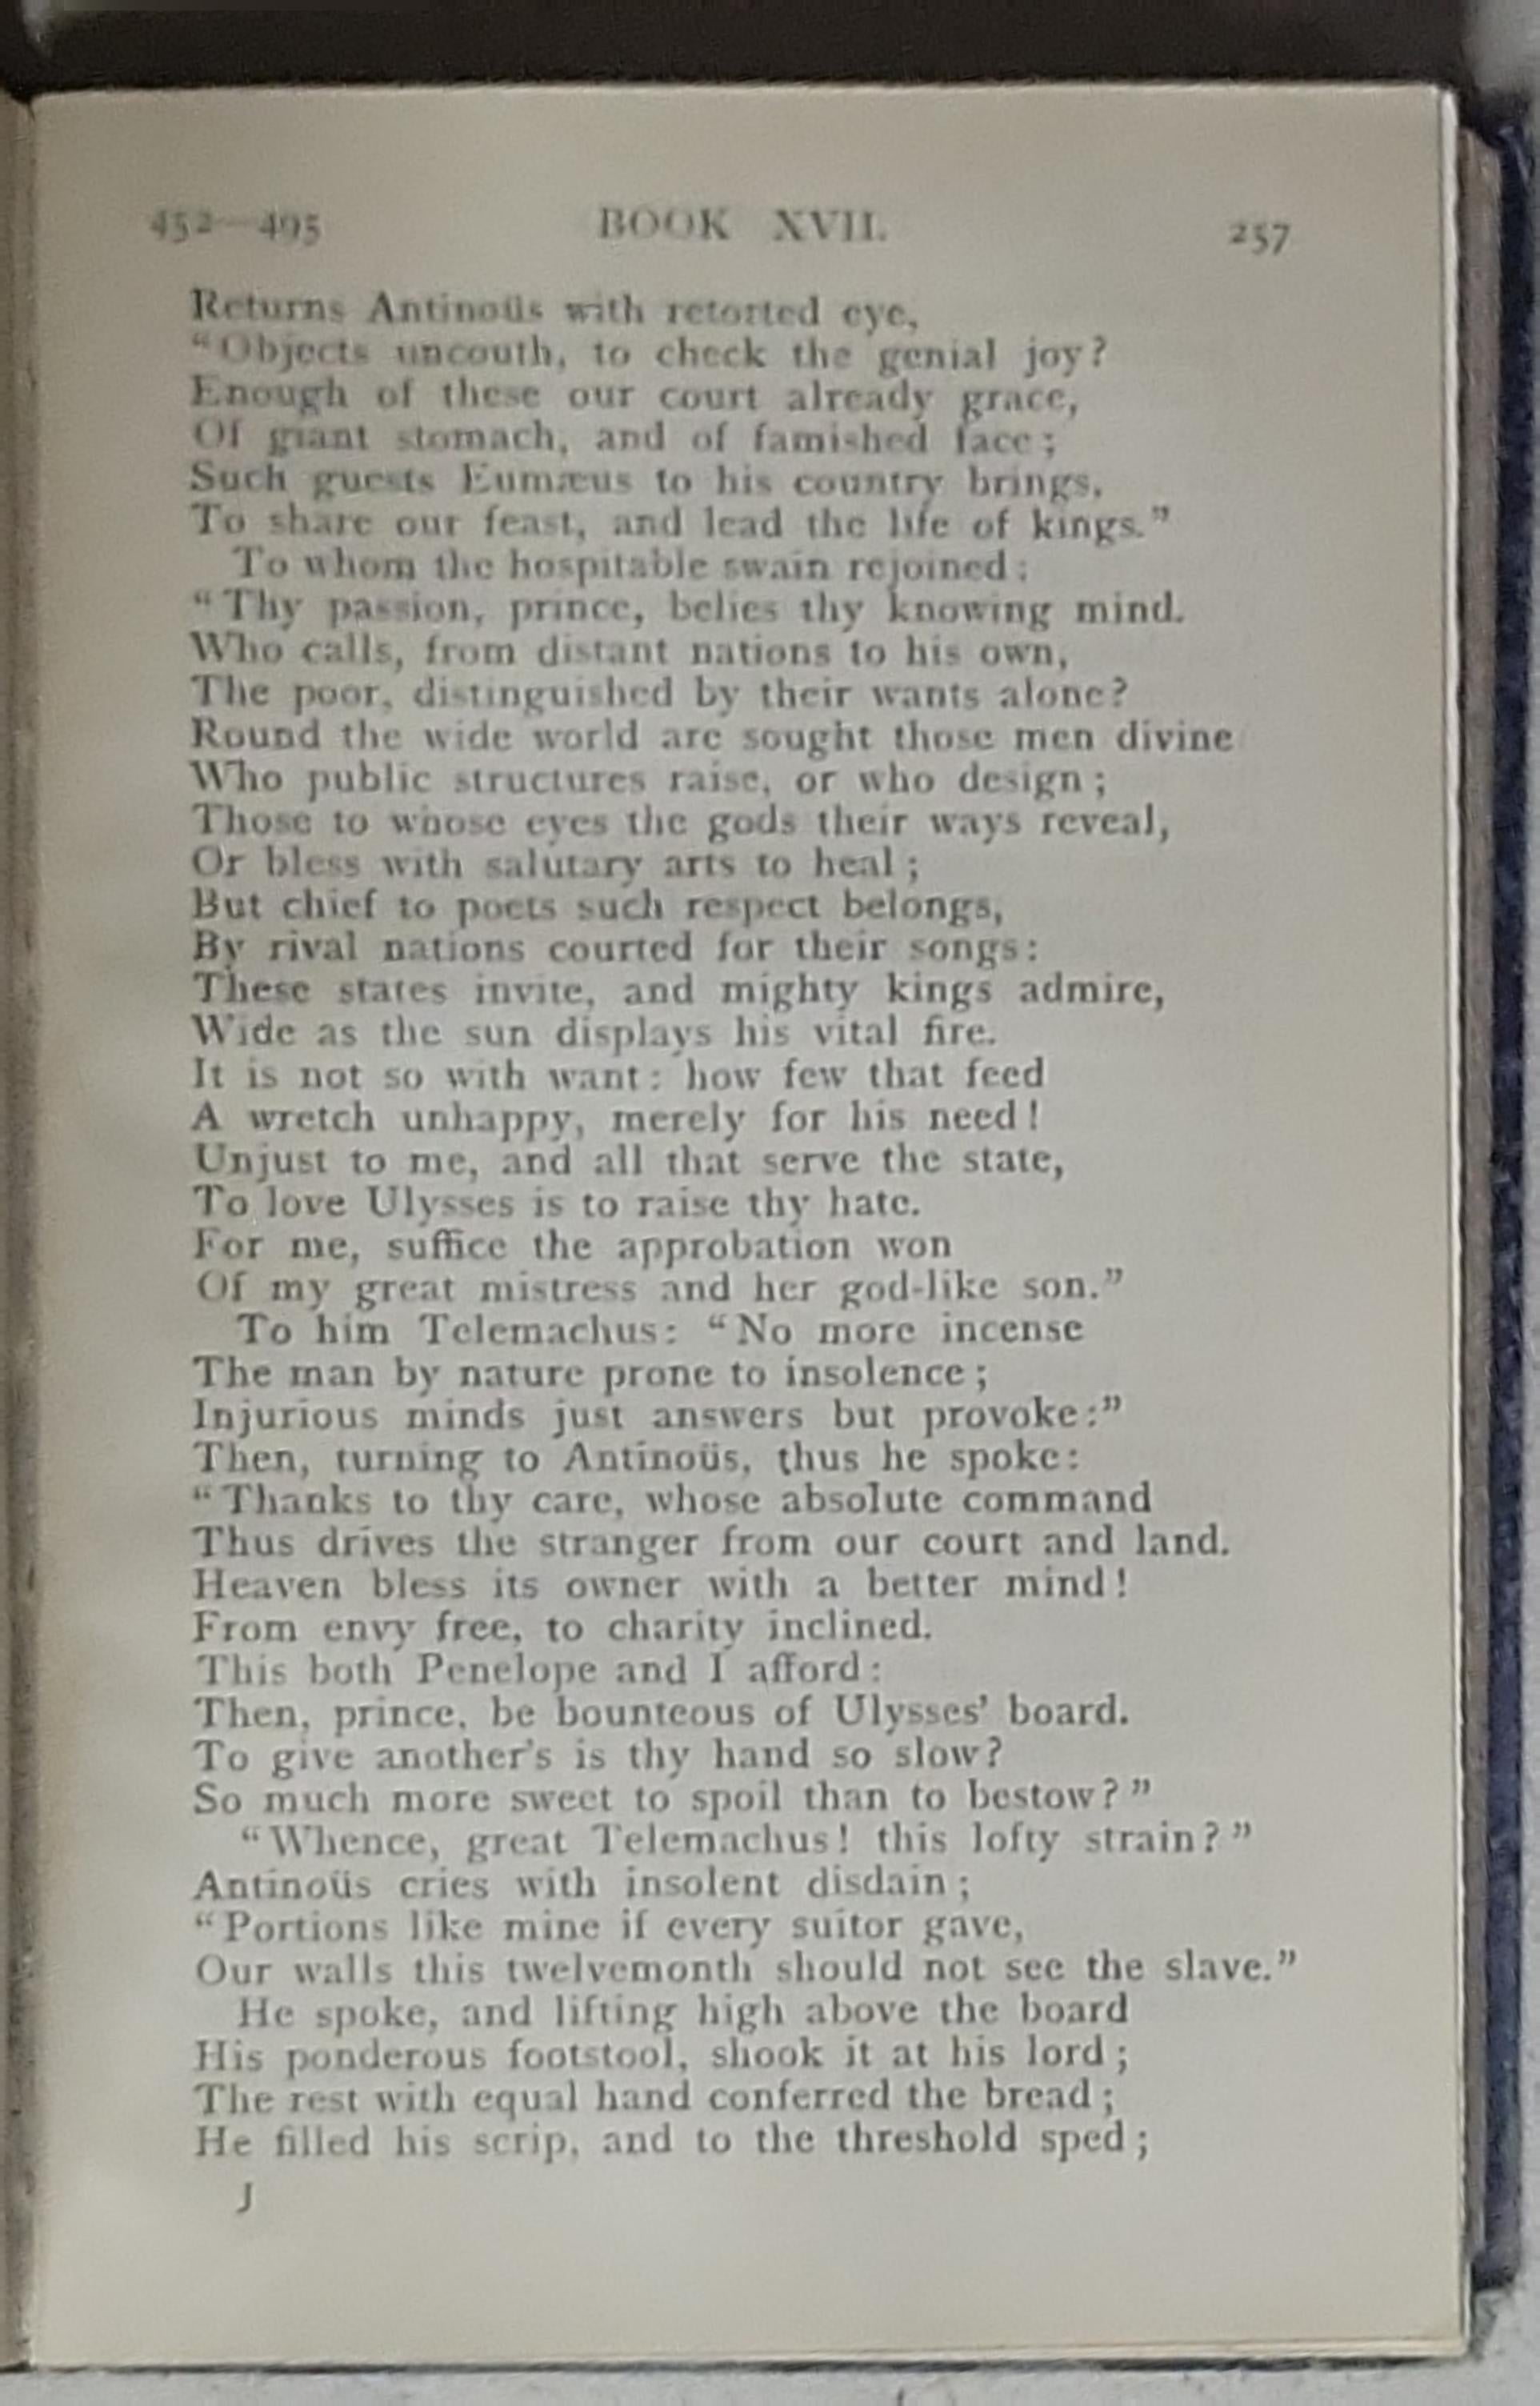 452—495 BOOK XVII. 257
Returns Antinoüs with retorted eye,
“Objects uncouth, to check the genial joy?
Enough of these our court already grace,
Of giant stomach, and of famished face;
Such guests Eumæus to his country brings,
To share our feast, and lead the life of kings.”
To whom the hospitable swain rejoined:
“Thy passion, prince, belies thy knowing mind.
Who calls, from distant nations to his own,
The poor, distinguished by their wants alone?
Round the wide world are sought those men divine
Who public structures raise, or who design;
Those to whose eyes the gods their ways reveal,
Or bless with salutary arts to heal;
But chief to poets such respect belongs,
By rival nations courted for their songs:
These states invite, and mighty kings admire,
Wide as the sun displays his vital fire.
It is not so with want: how few that feed
A wretch unhappy, merely for his need!
Unjust to me, and all that serve the state,
To love Ulysses is to raise thy hate.
For me, suffice the approbation won
Of my great mistress and her god-like son.”
To him Telemachus: “No more incense
The man by nature prone to insolence;
Injurious minds just answers but provoke:”
Then, turning to Antinoüs, thus he spoke:
“Thanks to thy care, whose absolute command
Thus drives the stranger from our court and land.
Heaven bless its owner with a better mind!
From envy free, to charity inclined.
This both Penelope and I afford:
Then, prince, be bounteous of Ulysses’ board.
To give another’s is thy hand so slow?
So much more sweet to spoil than to bestow?”
“Whence, great Telemachus! this lofty strain?”
Antinoüs cries with insolent disdain;
“Portions like mine if every suitor gave,
Our walls this twelvemonth should not see the slave.”
He spoke, and lifting high above the board
His ponderous footstool, shook it at his lord;
The rest with equal hand conferred the bread;
He filled his scrip, and to the threshold sped;
J